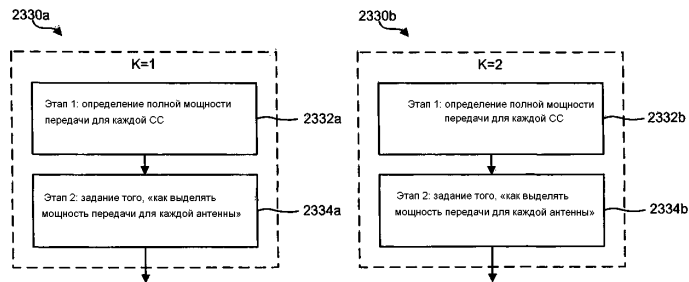 2330a
K=1
Этап 1: определение полной мощности
передачи для каждой CC
2332a
Этап 2: задание того, «как выделять
мощность передачи для каждой антенны»
2334a
2330b
K=2
Этап 1: определение полной мощности
передачи для каждой CC
2332b
Этап 2: задание того, «как выделять
мощность передачи для каждой антенны»
2334b